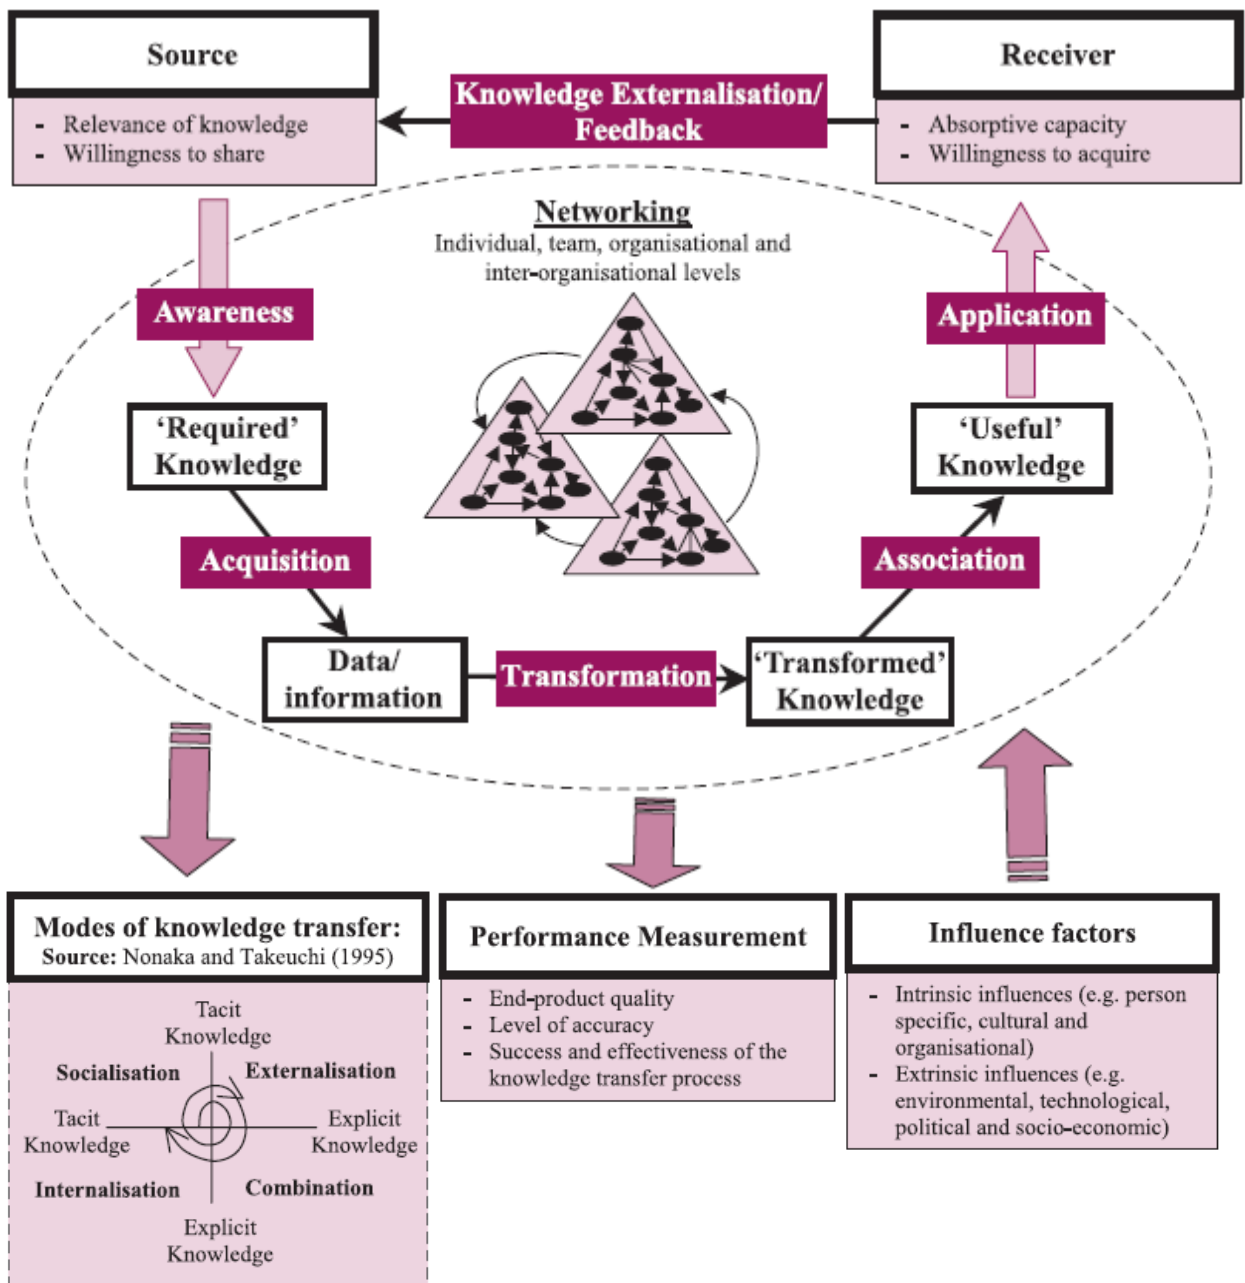 Source
- Relevance of knowledge
- Willingness to share
Knowledge Externalisation/
Feedback
Receiver
- Absorptive capacity
- Willingness to acquire
Networking
Individual, team, organisational and
inter-organisational levels
Awareness
Application
‘Required’
Knowledge
‘Useful’
Knowledge
Acquisition
Association
Data/
information
Transformation
‘Transformed’
Knowledge
Modes of knowledge transfer:
Source: Nonaka and Takeuchi (1995)
Tacit
Knowledge
Socialisation
Externalisation
Tacit
Knowledge
Explicit
Knowledge
Internalisation
Combination
Explicit
Knowledge
Performance Measurement
- End-product quality
- Level of accuracy
- Success and effectiveness of the
knowledge transfer process
Influence factors
- Intrinsic influences (e.g. person
specific, cultural and
organisational)
- Extrinsic influences (e.g.
environmental, technological,
political and socio-economic)